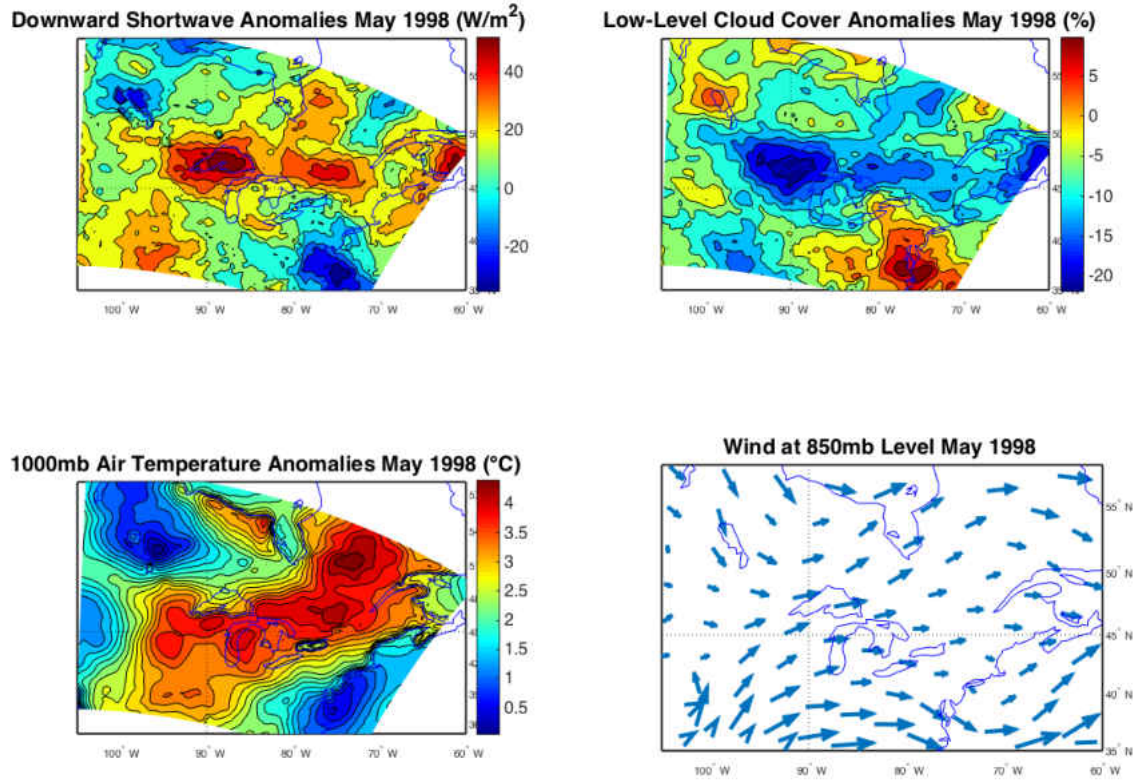 Downward Shortwave Anomalies May 1998 (W/m²)
40
20
0
-20
100° W 90° W 80° W 70° W 60° W
Low-Level Cloud Cover Anomalies May 1998 (%)
5
0
-5
-10
-15
-20
100° W 90° W 80° W 70° W 60° W
1000mb Air Temperature Anomalies May 1998 (°C)
4
3.5
3
2.5
2
1.5
1
0.5
100° W 90° W 80° W 70° W 60° W
Wind at 850mb Level May 1998
55° N
50° N
45° N
40° N
35° N
100° W 90° W 80° W 70° W 60° W